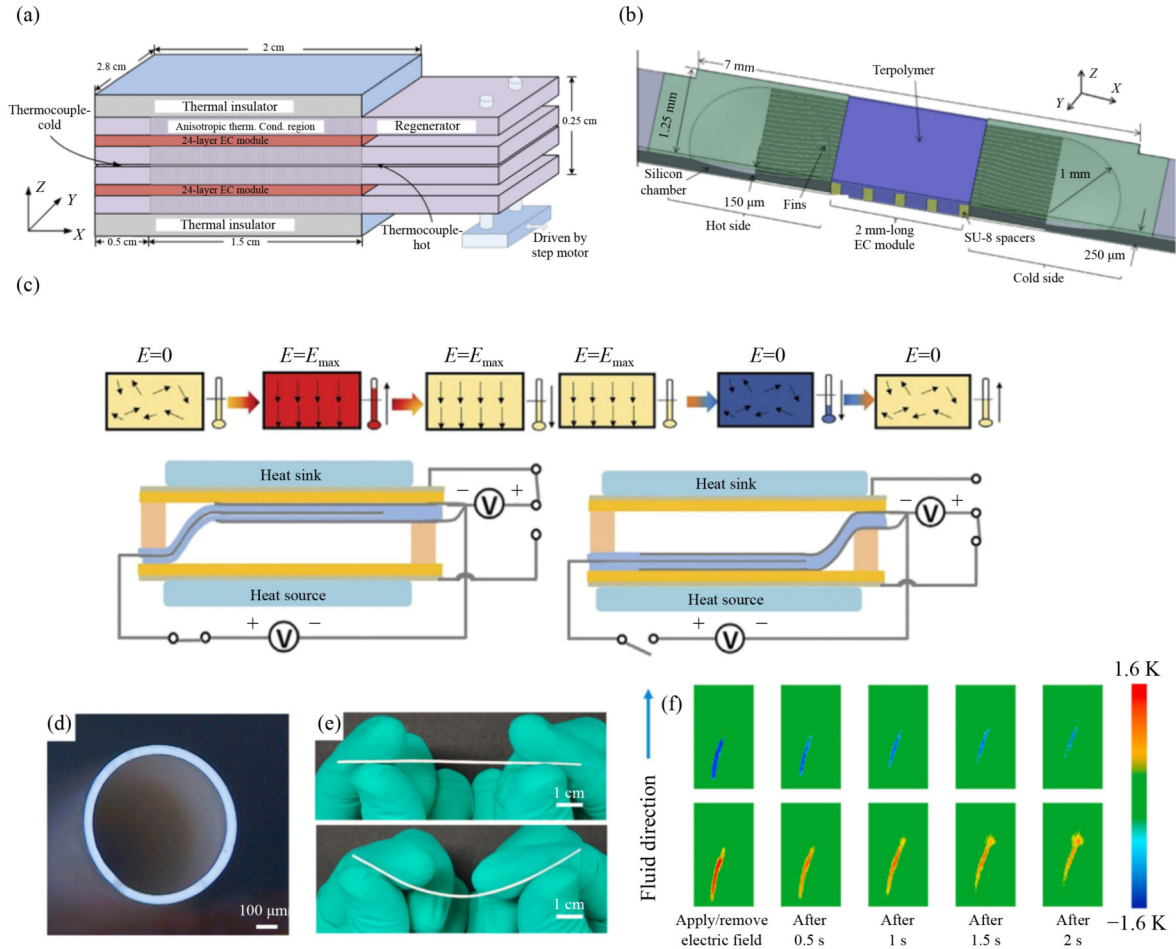 (a)
2 cm
2.8 cm
Thermocouple-
cold
Thermal insulator
Anisotropic therm. Cond. region
Regenerator
0.25 cm
24-layer EC module
24-layer EC module
Thermal insulator
Z
Y
X
0.5 cm
1.5 cm
Thermocouple-
hot
Driven by
step motor
(b)
7 mm
Terpolymer
Z
Y
X
1.25 mm
Silicon
chamber
150 μm
Fins
1 mm
Hot side
2 mm-long
EC module
SU-8 spacers
250 μm
Cold side
(c)
E=0
E=Emax
E=Emax
E=Emax
E=0
E=0
Heat sink
− V +
Heat source
+ V −
Heat sink
− V +
Heat source
+ V −
(d)
100 μm
(e)
1 cm
1 cm
(f)
Fluid direction
1.6 K
−1.6 K
Apply/remove
electric field
After
0.5 s
After
1 s
After
1.5 s
After
2 s